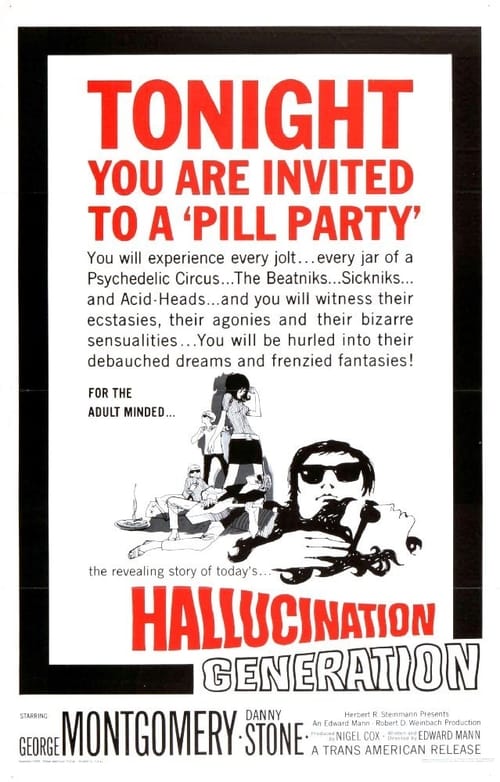 TONIGHT
YOU ARE INVITED
TO A ‘PILL PARTY’
You will experience every jolt...every jar of a
Psychedelic Circus...The Beatniks...Sickniks...
and Acid-Heads...and you will witness their
ecstasies, their agonies and their bizarre
sensualities...You will be hurled into their
debauched dreams and frenzied fantasies!
FOR THE
ADULT MINDED...
the revealing story of today's...
HALLUCINATION
GENERATION
STARRING
GEORGE MONTGOMERY · DANNY STONE ·
Herbert R. Steinmann Presents
An Edward Mann - Robert D. Weinbach Production
Produced by NIGEL COX · Written and Directed by EDWARD MANN
A TRANS AMERICAN RELEASE